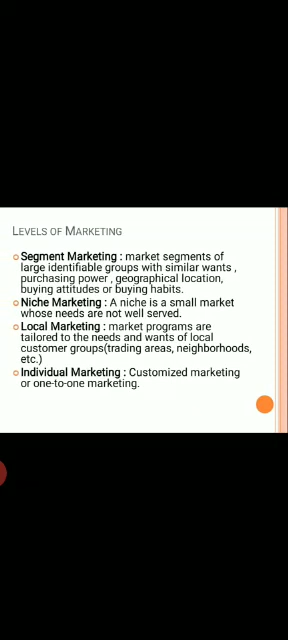 LEVELS OF MARKETING
Segment Marketing : market segments of
large identifiable groups with similar wants ,
purchasing power , geographical location,
buying attitudes or buying habits.
Niche Marketing : A niche is a small market
whose needs are not well served.
Local Marketing : market programs are
tailored to the needs and wants of local
customer groups(trading areas, neighborhoods,
etc.)
Individual Marketing : Customized marketing
or one-to-one marketing.